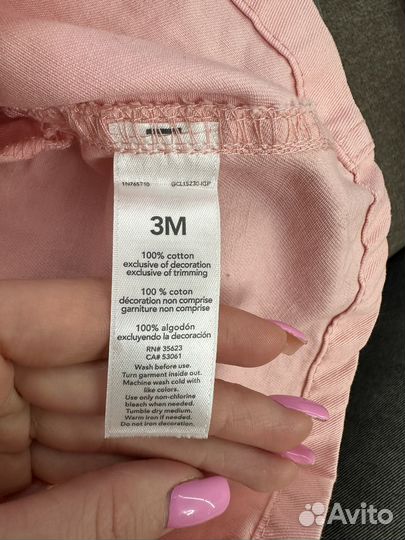 1N765710 GCL15230-IGP
3M
100% cotton
exclusive of decoration
exclusive of trimming
100 % coton
décoration non comprise
garniture non comprise
100% algodón
excluyendo la decoración
RN# 35623
CA# 53061
Wash before use.
Turn garment inside out.
Machine wash cold with
like colors.
Use only non-chlorine
bleach when needed.
Tumble dry medium.
Warm iron if needed.
Do not iron decoration.
Avito